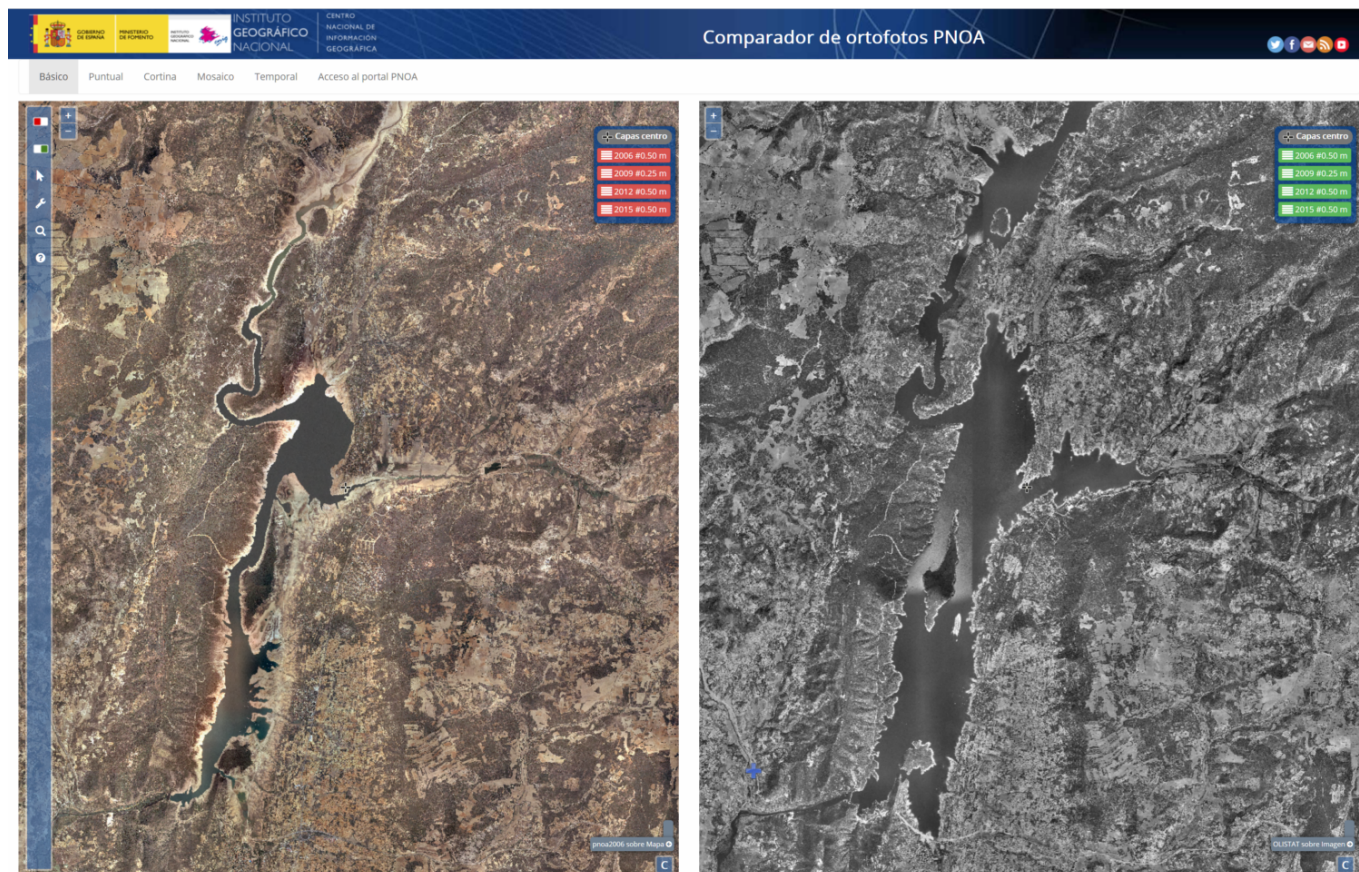 GOBIERNO
DE ESPAÑA
MINISTERIO
DE FOMENTO
INSTITUTO
GEOGRÁFICO
NACIONAL
INSTITUTO
GEOGRÁFICO
NACIONAL
CENTRO
NACIONAL DE
INFORMACIÓN
GEOGRÁFICA
Comparador de ortofotos PNOA
Básico Puntual Cortina Mosaico Temporal Acceso al portal PNOA
+
−
Capas centro
2006 #0.50 m
2009 #0.25 m
2012 #0.50 m
2015 #0.50 m
pnoa2006 sobre Mapa
C
+
−
Capas centro
2006 #0.50 m
2009 #0.25 m
2012 #0.50 m
2015 #0.50 m
OLISTAT sobre Imagen
C